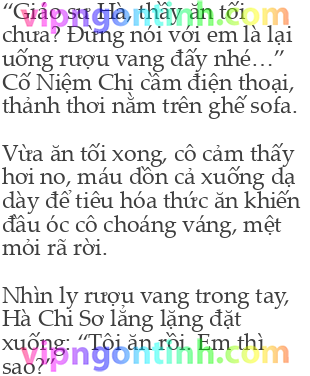 “Giáo sư Hà, thầy ăn tối
chưa? Đừng nói với em là lại
uống rượu vang đấy nhé…”
Cố Niệm Chi cầm điện thoại,
thảnh thơi nằm trên ghế sofa.
Vừa ăn tối xong, cô cảm thấy
hơi no, máu dồn cả xuống dạ
dày để tiêu hóa thức ăn khiến
đầu óc cô choáng váng, mệt
mỏi rã rời.
Nhìn ly rượu vang trong tay,
Hà Chi Sơ lẳng lặng đặt
xuống: “Tôi ăn rồi. Em thì
sao?”
vipngontinh.com
vipngontinh.com